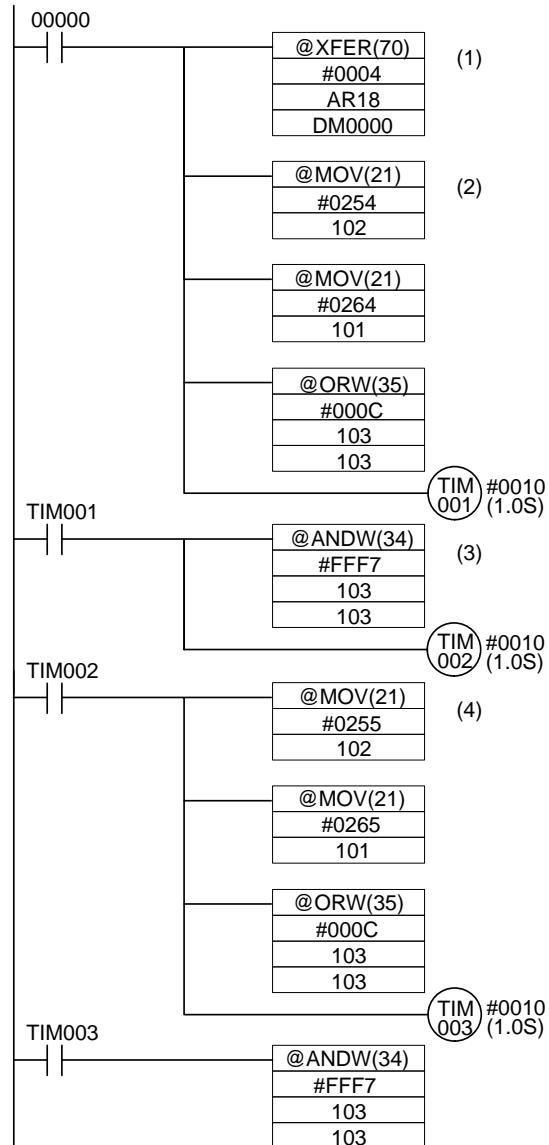 00000
@XFER(70)
#0004
AR18
DM0000
(1)
@MOV(21)
#0254
102
(2)
@MOV(21)
#0264
101
@ORW(35)
#000C
103
103
TIM
001
#0010
(1.0S)
TIM001
@ANDW(34)
#FFF7
103
103
(3)
TIM
002
#0010
(1.0S)
TIM002
@MOV(21)
#0255
102
(4)
@MOV(21)
#0265
101
@ORW(35)
#000C
103
103
TIM
003
#0010
(1.0S)
TIM003
@ANDW(34)
#FFF7
103
103